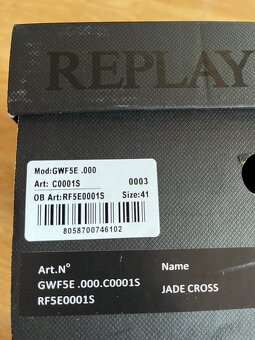 REPLAY
Mod:GWF5E .000
Art: C0001S 0003
OB Art:RF5E0001S Size:41
8058700746102
Art.Nº Name
GWF5E .000.C0001S
RF5E0001S JADE CROSS